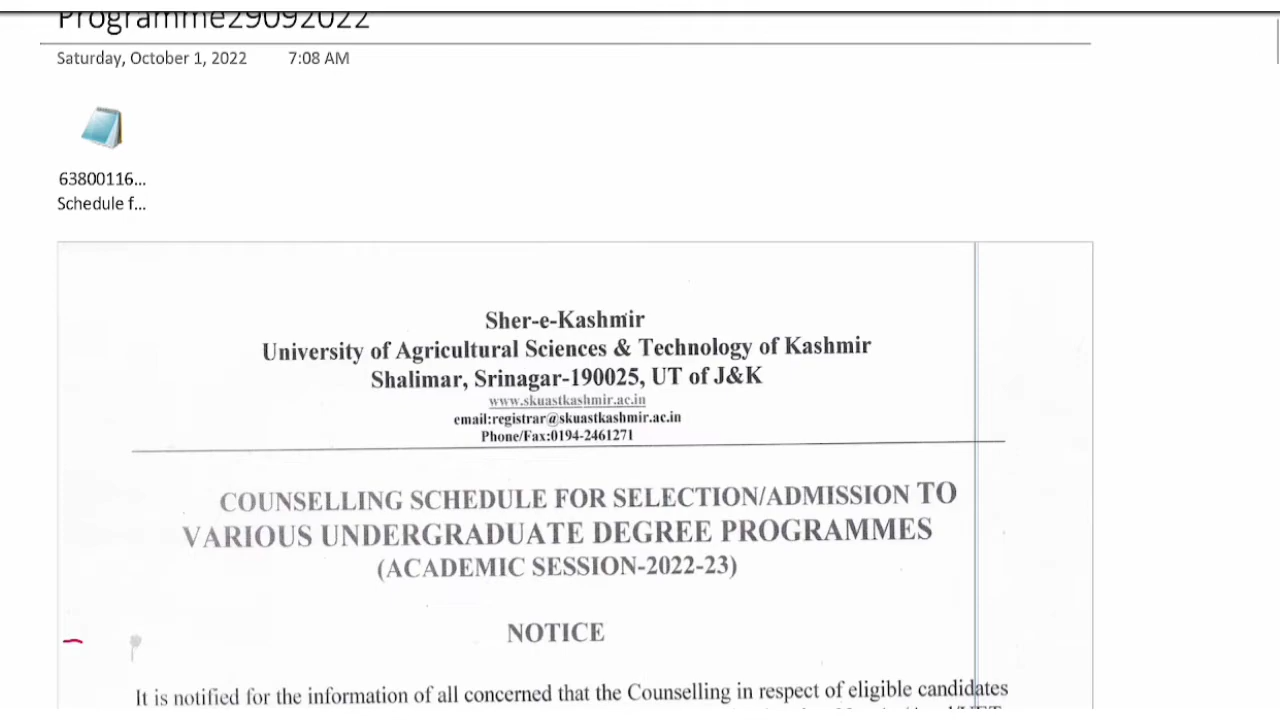 Programme29092022
Saturday, October 1, 2022 7:08 AM
63800116...
Schedule f...
Sher-e-Kashmir
University of Agricultural Sciences & Technology of Kashmir
Shalimar, Srinagar-190025, UT of J&K
www.skuastkashmir.ac.in
email:registrar@skuastkashmir.ac.in
Phone/Fax:0194-2461271
COUNSELLING SCHEDULE FOR SELECTION/ADMISSION TO
VARIOUS UNDERGRADUATE DEGREE PROGRAMMES
(ACADEMIC SESSION-2022-23)
NOTICE
It is notified for the information of all concerned that the Counselling in respect of eligible candidates